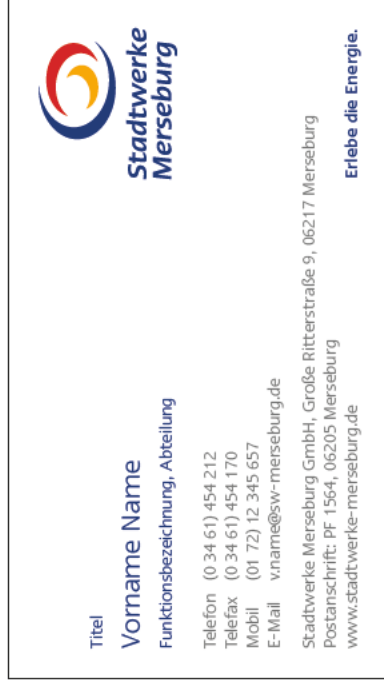 Stadtwerke
Merseburg
Titel
Vorname Name
Funktionsbezeichnung, Abteilung
Telefon (0 34 61) 454 212
Telefax (0 34 61) 454 170
Mobil (01 72) 12 345 657
E-Mail v.name@sw-merseburg.de
Stadtwerke Merseburg GmbH, Große Ritterstraße 9, 06217 Merseburg
Postanschrift: PF 1564, 06205 Merseburg
www.stadtwerke-merseburg.de
Erlebe die Energie.